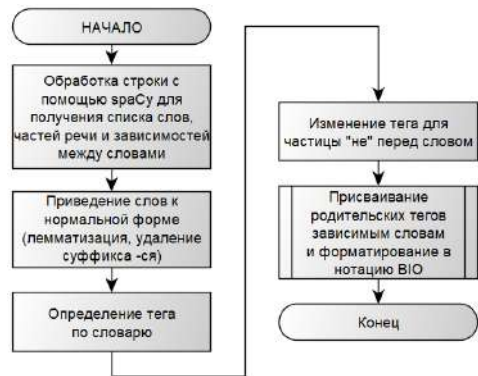 НАЧАЛО
Обработка строки с
помощью spaCy для
получения списка слов,
частей речи и зависимостей
между словами
Приведение слов к
нормальной форме
(лемматизация, удаление
суффикса -ся)
Определение тега
по словарю
Изменение тега для
частицы "не" перед словом
Присваивание
родительских тегов
зависимым словам
и форматирование в
нотацию BIO
Конец